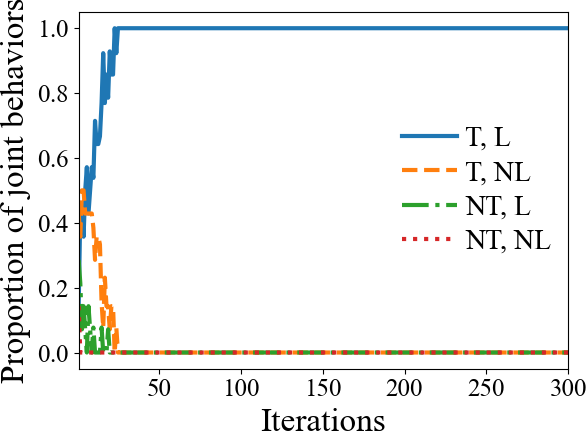 Proportion of joint behaviors
1.0
0.8
0.6
0.4
0.2
0.0
T, L
T, NL
NT, L
NT, NL
50 100 150 200 250 300
Iterations